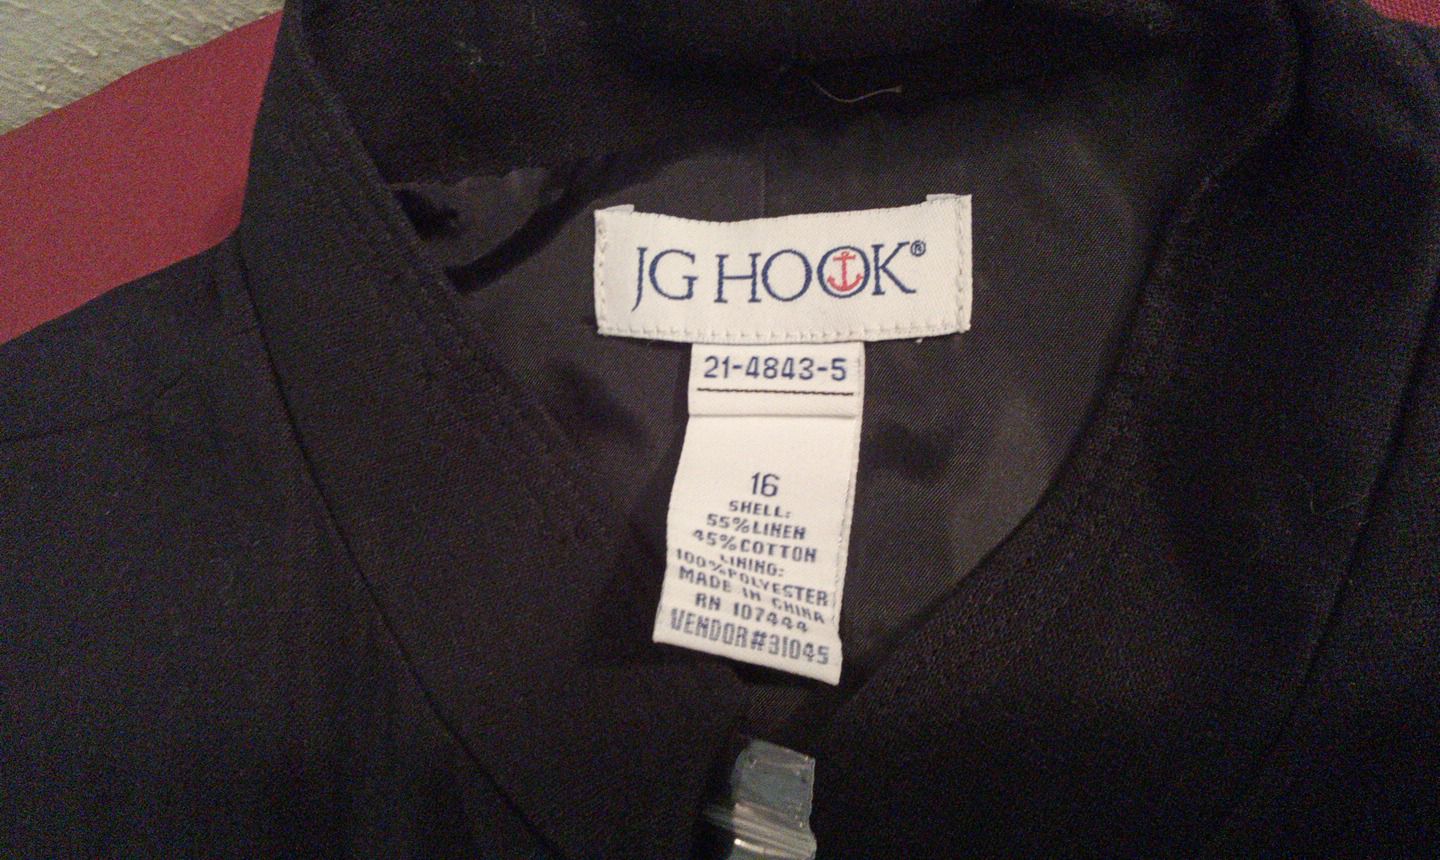 JG HOOK®
21-4843-5
16
SHELL:
55%LINEN
45%COTTON
LINING:
100%POLYESTER
MADE IN CHINA
RN 107444
VENDOR#31045